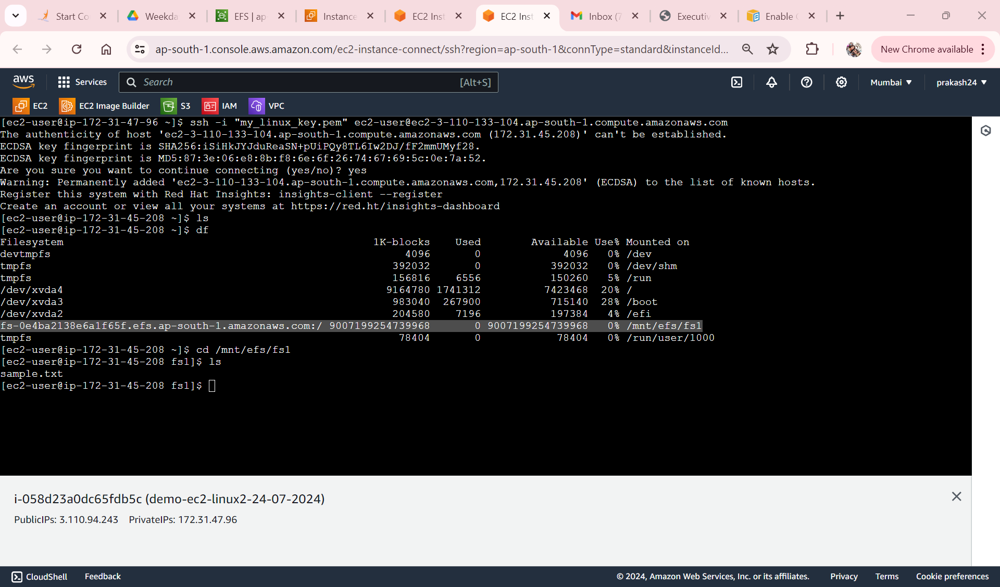 Start Co
Weekda
EFS | ap-
Instance
EC2 Inst
EC2 Inst
Inbox (7
Executiv
Enable
ap-south-1.console.aws.amazon.com/ec2-instance-connect/ssh?region=ap-south-1&connType=standard&instanceId...
New Chrome available
aws
Services
Search
[Alt+S]
Mumbai
prakash24
EC2
EC2 Image Builder
S3
IAM
VPC
[ec2-user@ip-172-31-47-96 ~]$ ssh -i "my_linux_key.pem" ec2-user@ec2-3-110-133-104.ap-south-1.compute.amazonaws.com
The authenticity of host 'ec2-3-110-133-104.ap-south-1.compute.amazonaws.com (172.31.45.208)' can't be established.
ECDSA key fingerprint is SHA256:iSiHkJYJduReaSN+pUiPQy8TL6Iw2DJ/fF2mmUMyf28.
ECDSA key fingerprint is MD5:87:3e:06:e8:8b:f8:6e:6f:26:74:67:69:5c:0e:7a:52.
Are you sure you want to continue connecting (yes/no)? yes
Warning: Permanently added 'ec2-3-110-133-104.ap-south-1.compute.amazonaws.com,172.31.45.208' (ECDSA) to the list of known hosts.
Register this system with Red Hat Insights: insights-client --register
Create an account or view all your systems at https://red.ht/insights-dashboard
[ec2-user@ip-172-31-45-208 ~]$ ls
[ec2-user@ip-172-31-45-208 ~]$ df
Filesystem 1K-blocks Used Available Use% Mounted on
devtmpfs 4096 0 4096 0% /dev
tmpfs 392032 0 392032 0% /dev/shm
tmpfs 156816 6556 150260 5% /run
/dev/xvda4 9164780 1741312 7423468 20% /
/dev/xvda3 983040 267900 715140 28% /boot
/dev/xvda2 204580 7196 197384 4% /efi
fs-0e4ba2138e6a1f65f.efs.ap-south-1.amazonaws.com:/ 9007199254739968 0 9007199254739968 0% /mnt/efs/fs1
tmpfs 78404 0 78404 0% /run/user/1000
[ec2-user@ip-172-31-45-208 ~]$ cd /mnt/efs/fs1
[ec2-user@ip-172-31-45-208 fs1]$ ls
sample.txt
[ec2-user@ip-172-31-45-208 fs1]$
i-058d23a0dc65fdb5c (demo-ec2-linux2-24-07-2024)
PublicIPs: 3.110.94.243 PrivateIPs: 172.31.47.96
CloudShell
Feedback
© 2024, Amazon Web Services, Inc. or its affiliates.
Privacy
Terms
Cookie preferences